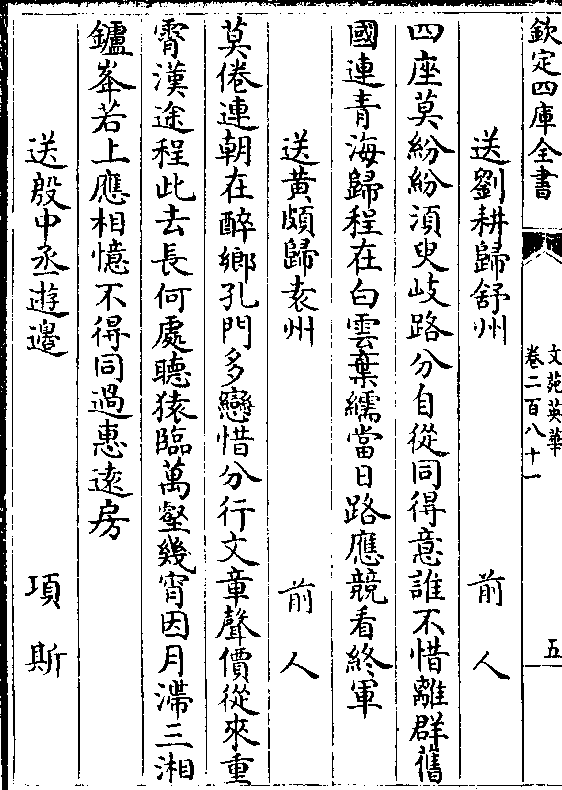 欽定四庫全書
文苑英華
卷二百八十一
五
送劉耕歸舒州 前人
四座莫紛紛湏臾岐路分自從同得意誰不惜離群舊
國連青海歸程在白雲棄繻當日路應競看終軍
送黄頗歸袁州 前人
莫倦連朝在醉鄉孔門多戀惜分行文章聲價從來重
霄漢途程此去長何處聽猿臨萬壑幾宵因月滯三湘
鑪峯若上應相憶不得同過惠逺房
送殷中丞遊邉 項斯